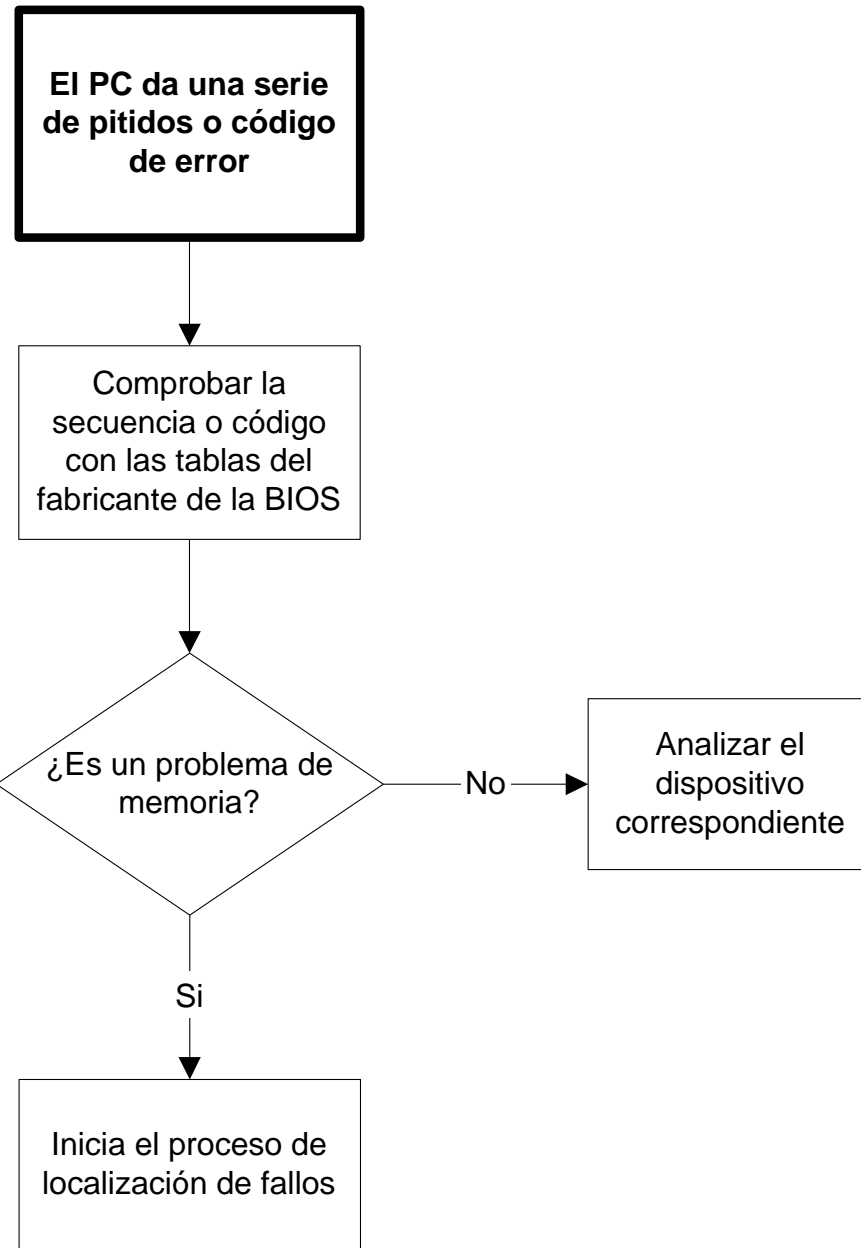 El PC da una serie
de pitidos o código
de error
Comprobar la
secuencia o código
con las tablas del
fabricante de la BIOS
¿Es un problema de
memoria?
No
Analizar el
dispositivo
correspondiente
Si
Inicia el proceso de
localización de fallos